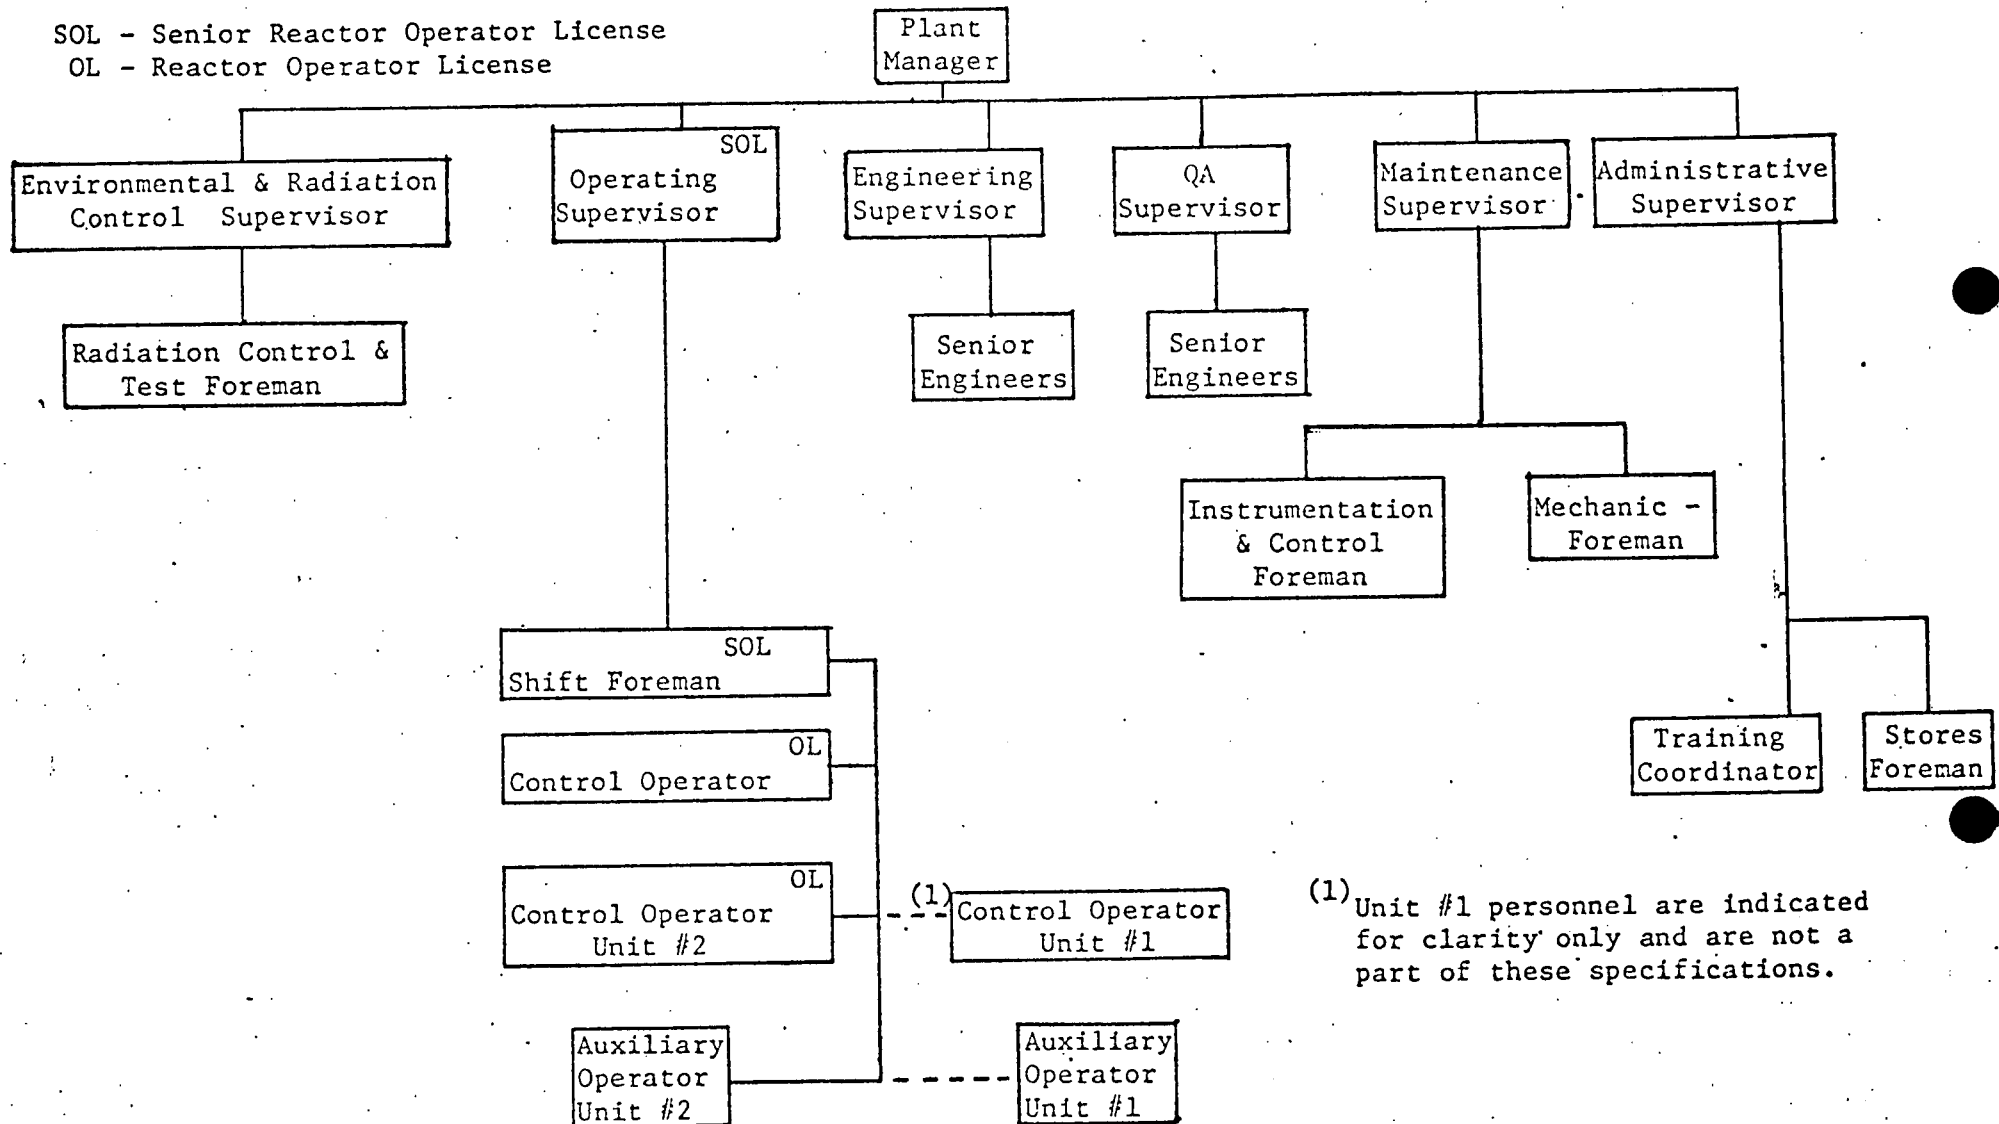 SOL - Senior Reactor Operator License
OL - Reactor Operator License
Plant
Manager
Environmental & Radiation
Control Supervisor
SOL
Operating
Supervisor
Engineering
Supervisor
QA
Supervisor
Maintenance
Supervisor
Administrative
Supervisor
Radiation Control &
Test Foreman
Senior
Engineers
Senior
Engineers
Instrumentation
& Control
Foreman
Mechanic -
Foreman
SOL
Shift Foreman
Training
Coordinator
Stores
Foreman
OL
Control Operator
OL
Control Operator
Unit #2
(1)
Control Operator
Unit #1
(1) Unit #1 personnel are indicated
for clarity only and are not a
part of these specifications.
Auxiliary
Operator
Unit #2
Auxiliary
Operator
Unit #1